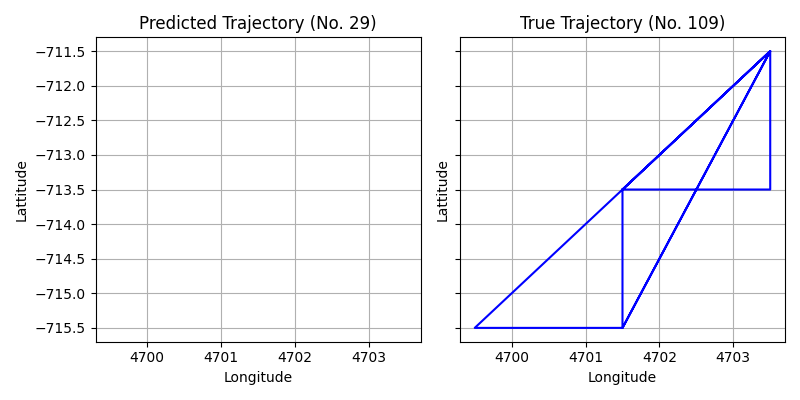 Predicted Trajectory (No. 29)
True Trajectory (No. 109)
Lattitude
−711.5
−712.0
−712.5
−713.0
−713.5
−714.0
−714.5
−715.0
−715.5
4700 4701 4702 4703
Longitude
Lattitude
4700 4701 4702 4703
Longitude